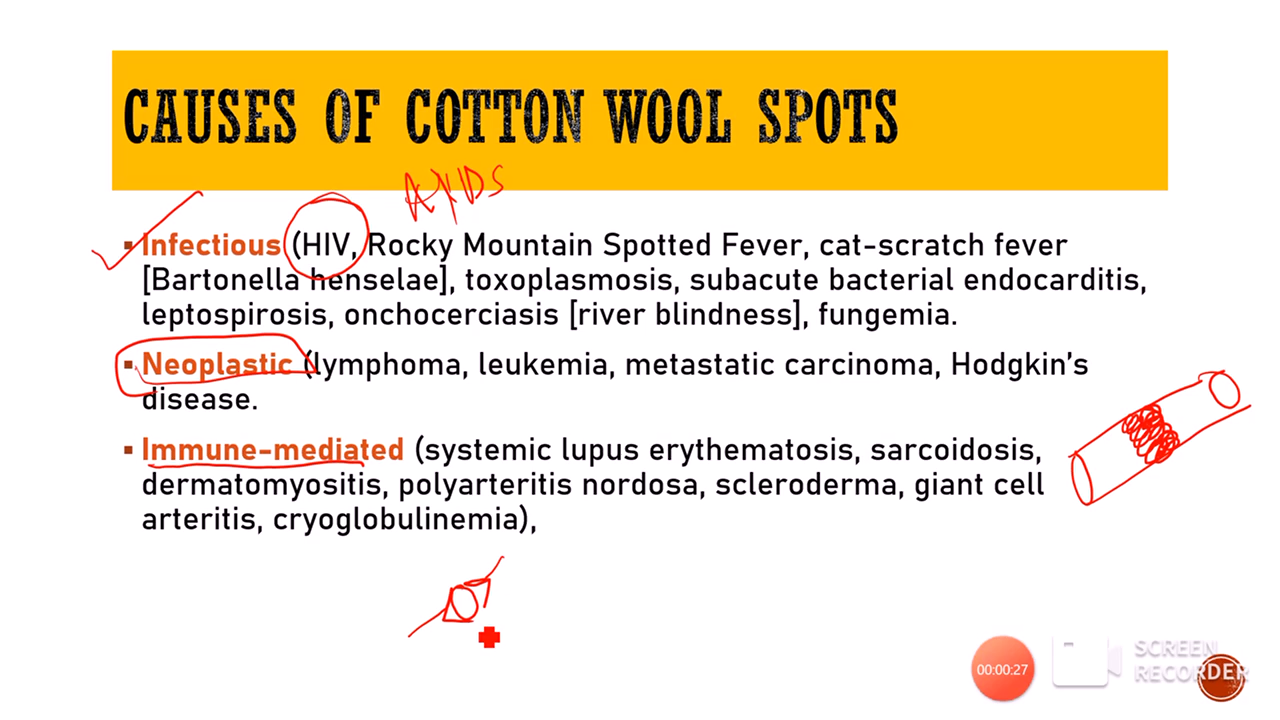 CAUSES OF COTTON WOOL SPOTS
AIDS
▪ Infectious (HIV, Rocky Mountain Spotted Fever, cat-scratch fever
[Bartonella henselae], toxoplasmosis, subacute bacterial endocarditis,
leptospirosis, onchocerciasis [river blindness], fungemia.
▪ Neoplastic (lymphoma, leukemia, metastatic carcinoma, Hodgkin's
disease.
▪ Immune-mediated (systemic lupus erythematosis, sarcoidosis,
dermatomyositis, polyarteritis nordosa, scleroderma, giant cell
arteritis, cryoglobulinemia),
00:00:27
SCREEN
RECORDER